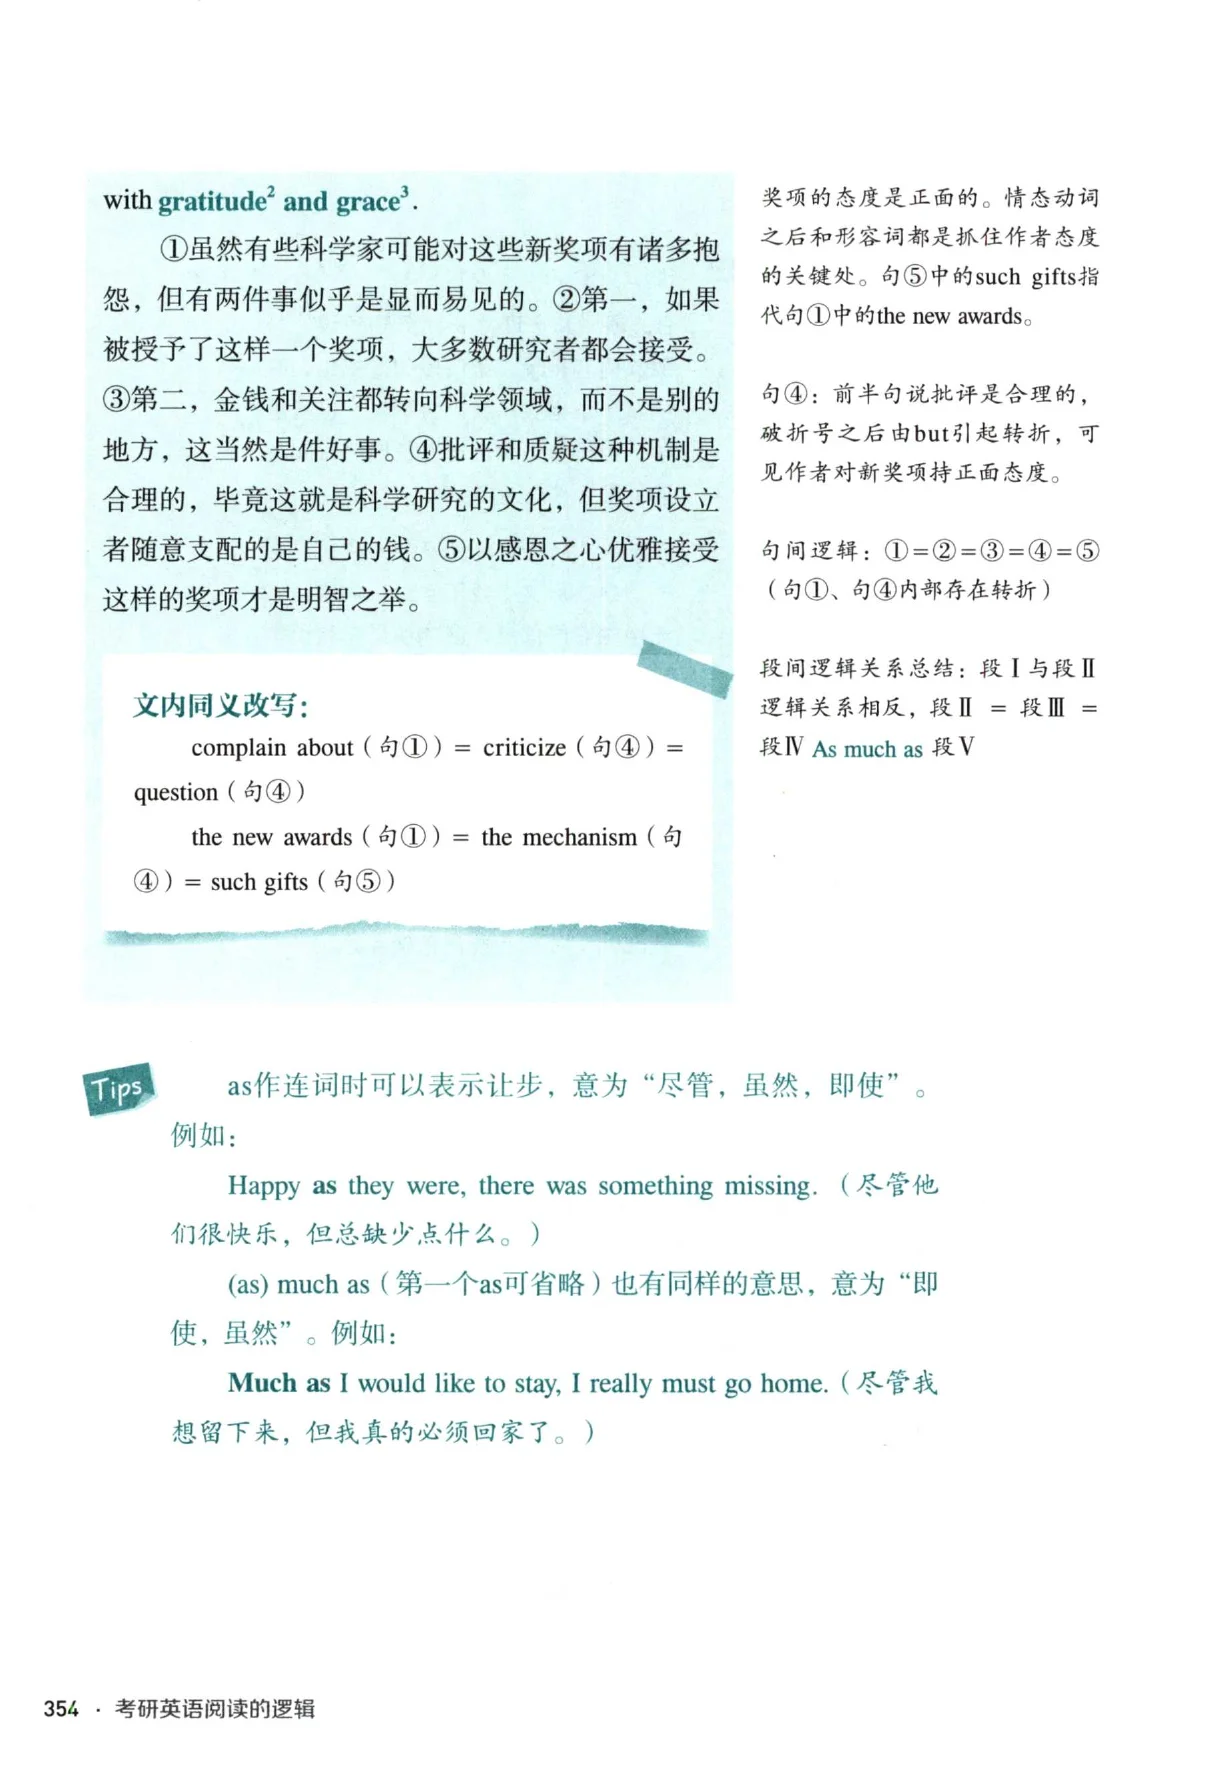 with gratitude² and grace³.
①虽然有些科学家可能对这些新奖项有诸多抱
怨，但有两件事似乎是显而易见的。②第一，如果
被授予了这样一个奖项，大多数研究者都会接受。
③第二，金钱和关注都转向科学领域，而不是别的
地方，这当然是件好事。④批评和质疑这种机制是
合理的，毕竟这就是科学研究的文化，但奖项设立
者随意支配的是自己的钱。⑤以感恩之心优雅接受
这样的奖项才是明智之举。
文内同义改写：
complain about（句①）= criticize（句④）=
question（句④）
the new awards（句①）= the mechanism（句
④）= such gifts（句⑤）
奖项的态度是正面的。情态动词
之后和形容词都是抓住作者态度
的关键处。句⑤中的such gifts指
代句①中的the new awards。
句④：前半句说批评是合理的，
破折号之后由but引起转折，可
见作者对新奖项持正面态度。
句间逻辑：①=②=③=④=⑤
（句①、句④内部存在转折）
段间逻辑关系总结：段Ⅰ与段Ⅱ
逻辑关系相反，段Ⅱ = 段Ⅲ =
段Ⅳ As much as 段Ⅴ
Tips
as作连词时可以表示让步，意为“尽管，虽然，即使”。
例如：
Happy as they were, there was something missing.（尽管他
们很快乐，但总缺少点什么。）
(as) much as（第一个as可省略）也有同样的意思，意为“即
使，虽然”。例如：
Much as I would like to stay, I really must go home.（尽管我
想留下来，但我真的必须回家了。）
354 · 考研英语阅读的逻辑